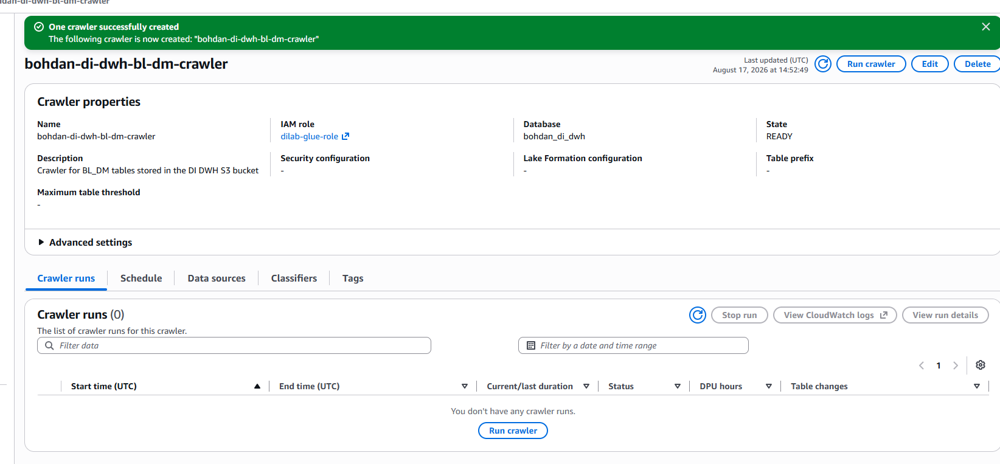 dan-di-dwh-bl-dm-crawler
One crawler successfully created
The following crawler is now created: "bohdan-di-dwh-bl-dm-crawler"
bohdan-di-dwh-bl-dm-crawler
Last updated (UTC)
August 17, 2026 at 14:52:49
Run crawler
Edit
Delete
Crawler properties
Name
bohdan-di-dwh-bl-dm-crawler
IAM role
dilab-glue-role
Database
bohdan_di_dwh
State
READY
Description
Crawler for BL_DM tables stored in the DI DWH S3 bucket
Security configuration
-
Lake Formation configuration
-
Table prefix
-
Maximum table threshold
-
Advanced settings
Crawler runs
Schedule
Data sources
Classifiers
Tags
Crawler runs (0)
The list of crawler runs for this crawler.
Stop run
View CloudWatch logs
View run details
Filter data
Filter by a date and time range
1
Start time (UTC)
End time (UTC)
Current/last duration
Status
DPU hours
Table changes
You don't have any crawler runs.
Run crawler